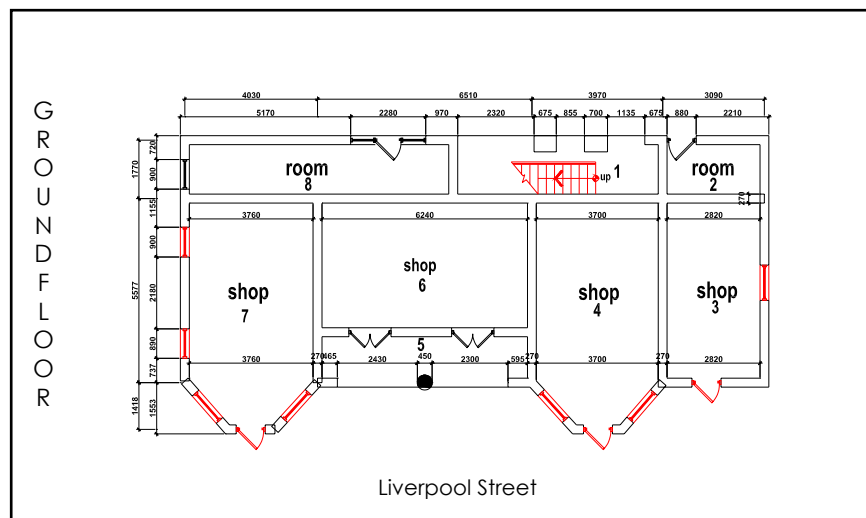 GROUNDFLOOR
4030 6510 3970 3090
5170 2280 970 2320 675 855 700 1135 675 880 2210
1770
720
900
1155
5577
900
2180
890
737
1418
1553
room
8
up
1
room
2
270
3760 6240 3700 2820
shop
7
shop
6
shop
4
shop
3
5
3760 270 465 2430 450 2300 595 270 3700 270 2820
Liverpool Street